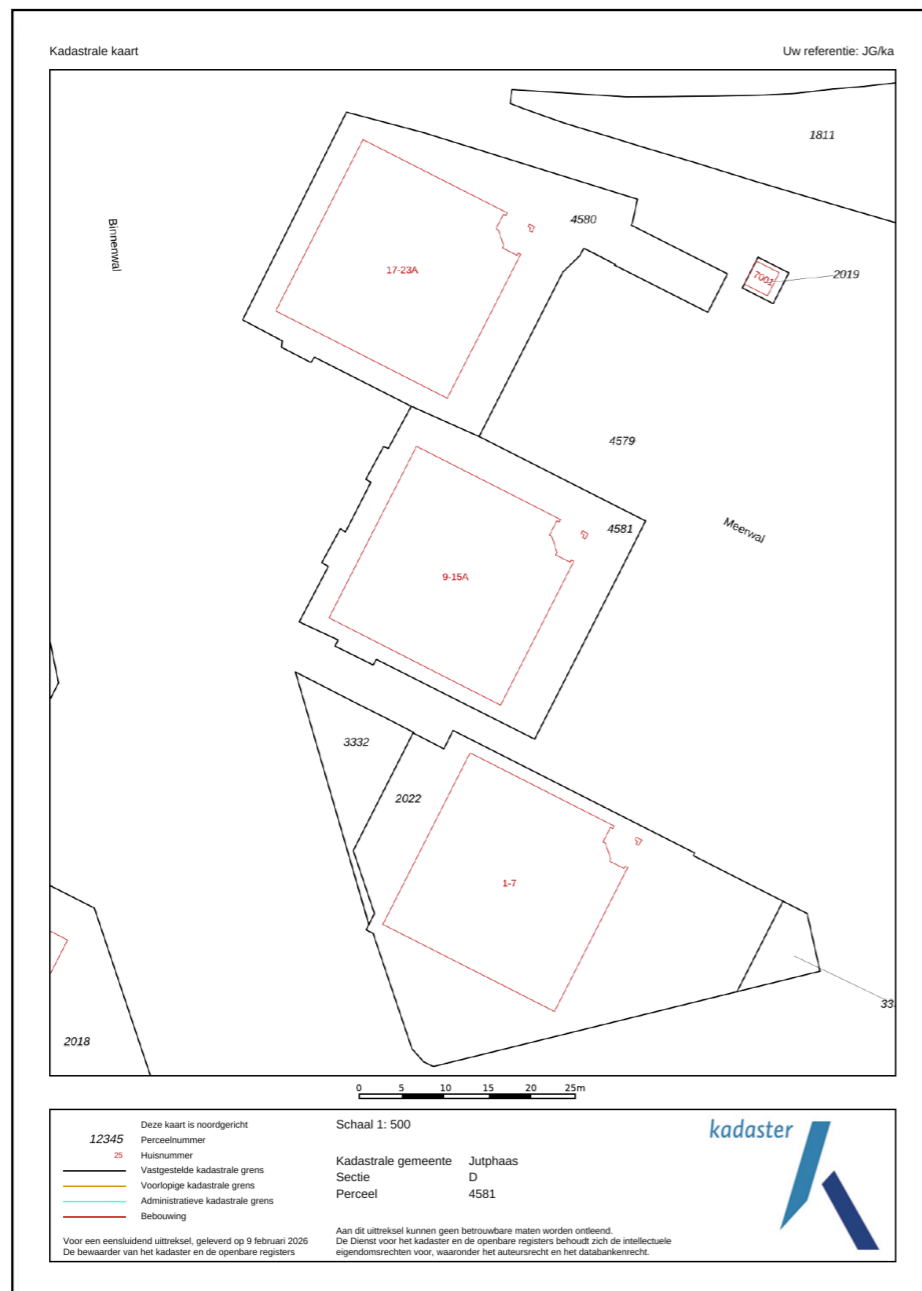 Kadastrale kaart
Uw referentie: JG/ka
1811
Binnenwal
4580
17-23A
7001
2019
4579
4581
Meerwal
9-15A
3332
2022
1-7
2018
0 5 10 15 20 25m
Deze kaart is noordgericht
12345 Perceelnummer
25 Huisnummer
Vastgestelde kadastrale grens
Voorlopige kadastrale grens
Administratieve kadastrale grens
Bebouwing
Voor een eensluidend uittreksel, geleverd op 9 februari 2026
De bewaarder van het kadaster en de openbare registers
Schaal 1: 500
Kadastrale gemeente Jutphaas
Sectie D
Perceel 4581
Aan dit uittreksel kunnen geen betrouwbare maten worden ontleend.
De Dienst voor het kadaster en de openbare registers behoudt zich de intellectuele
eigendomsrechten voor, waaronder het auteursrecht en het databankenrecht.
kadaster